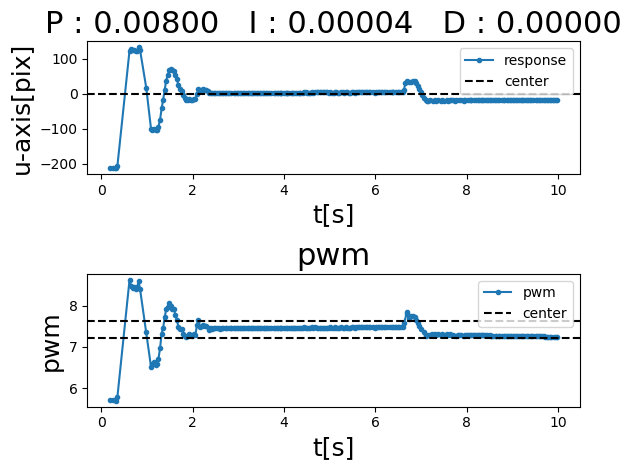 P : 0.00800   I : 0.00004   D : 0.00000
u-axis[pix]
100
0
−100
−200
response
center
0
2
4
6
8
10
t[s]
pwm
pwm
8
7
6
pwm
center
0
2
4
6
8
10
t[s]